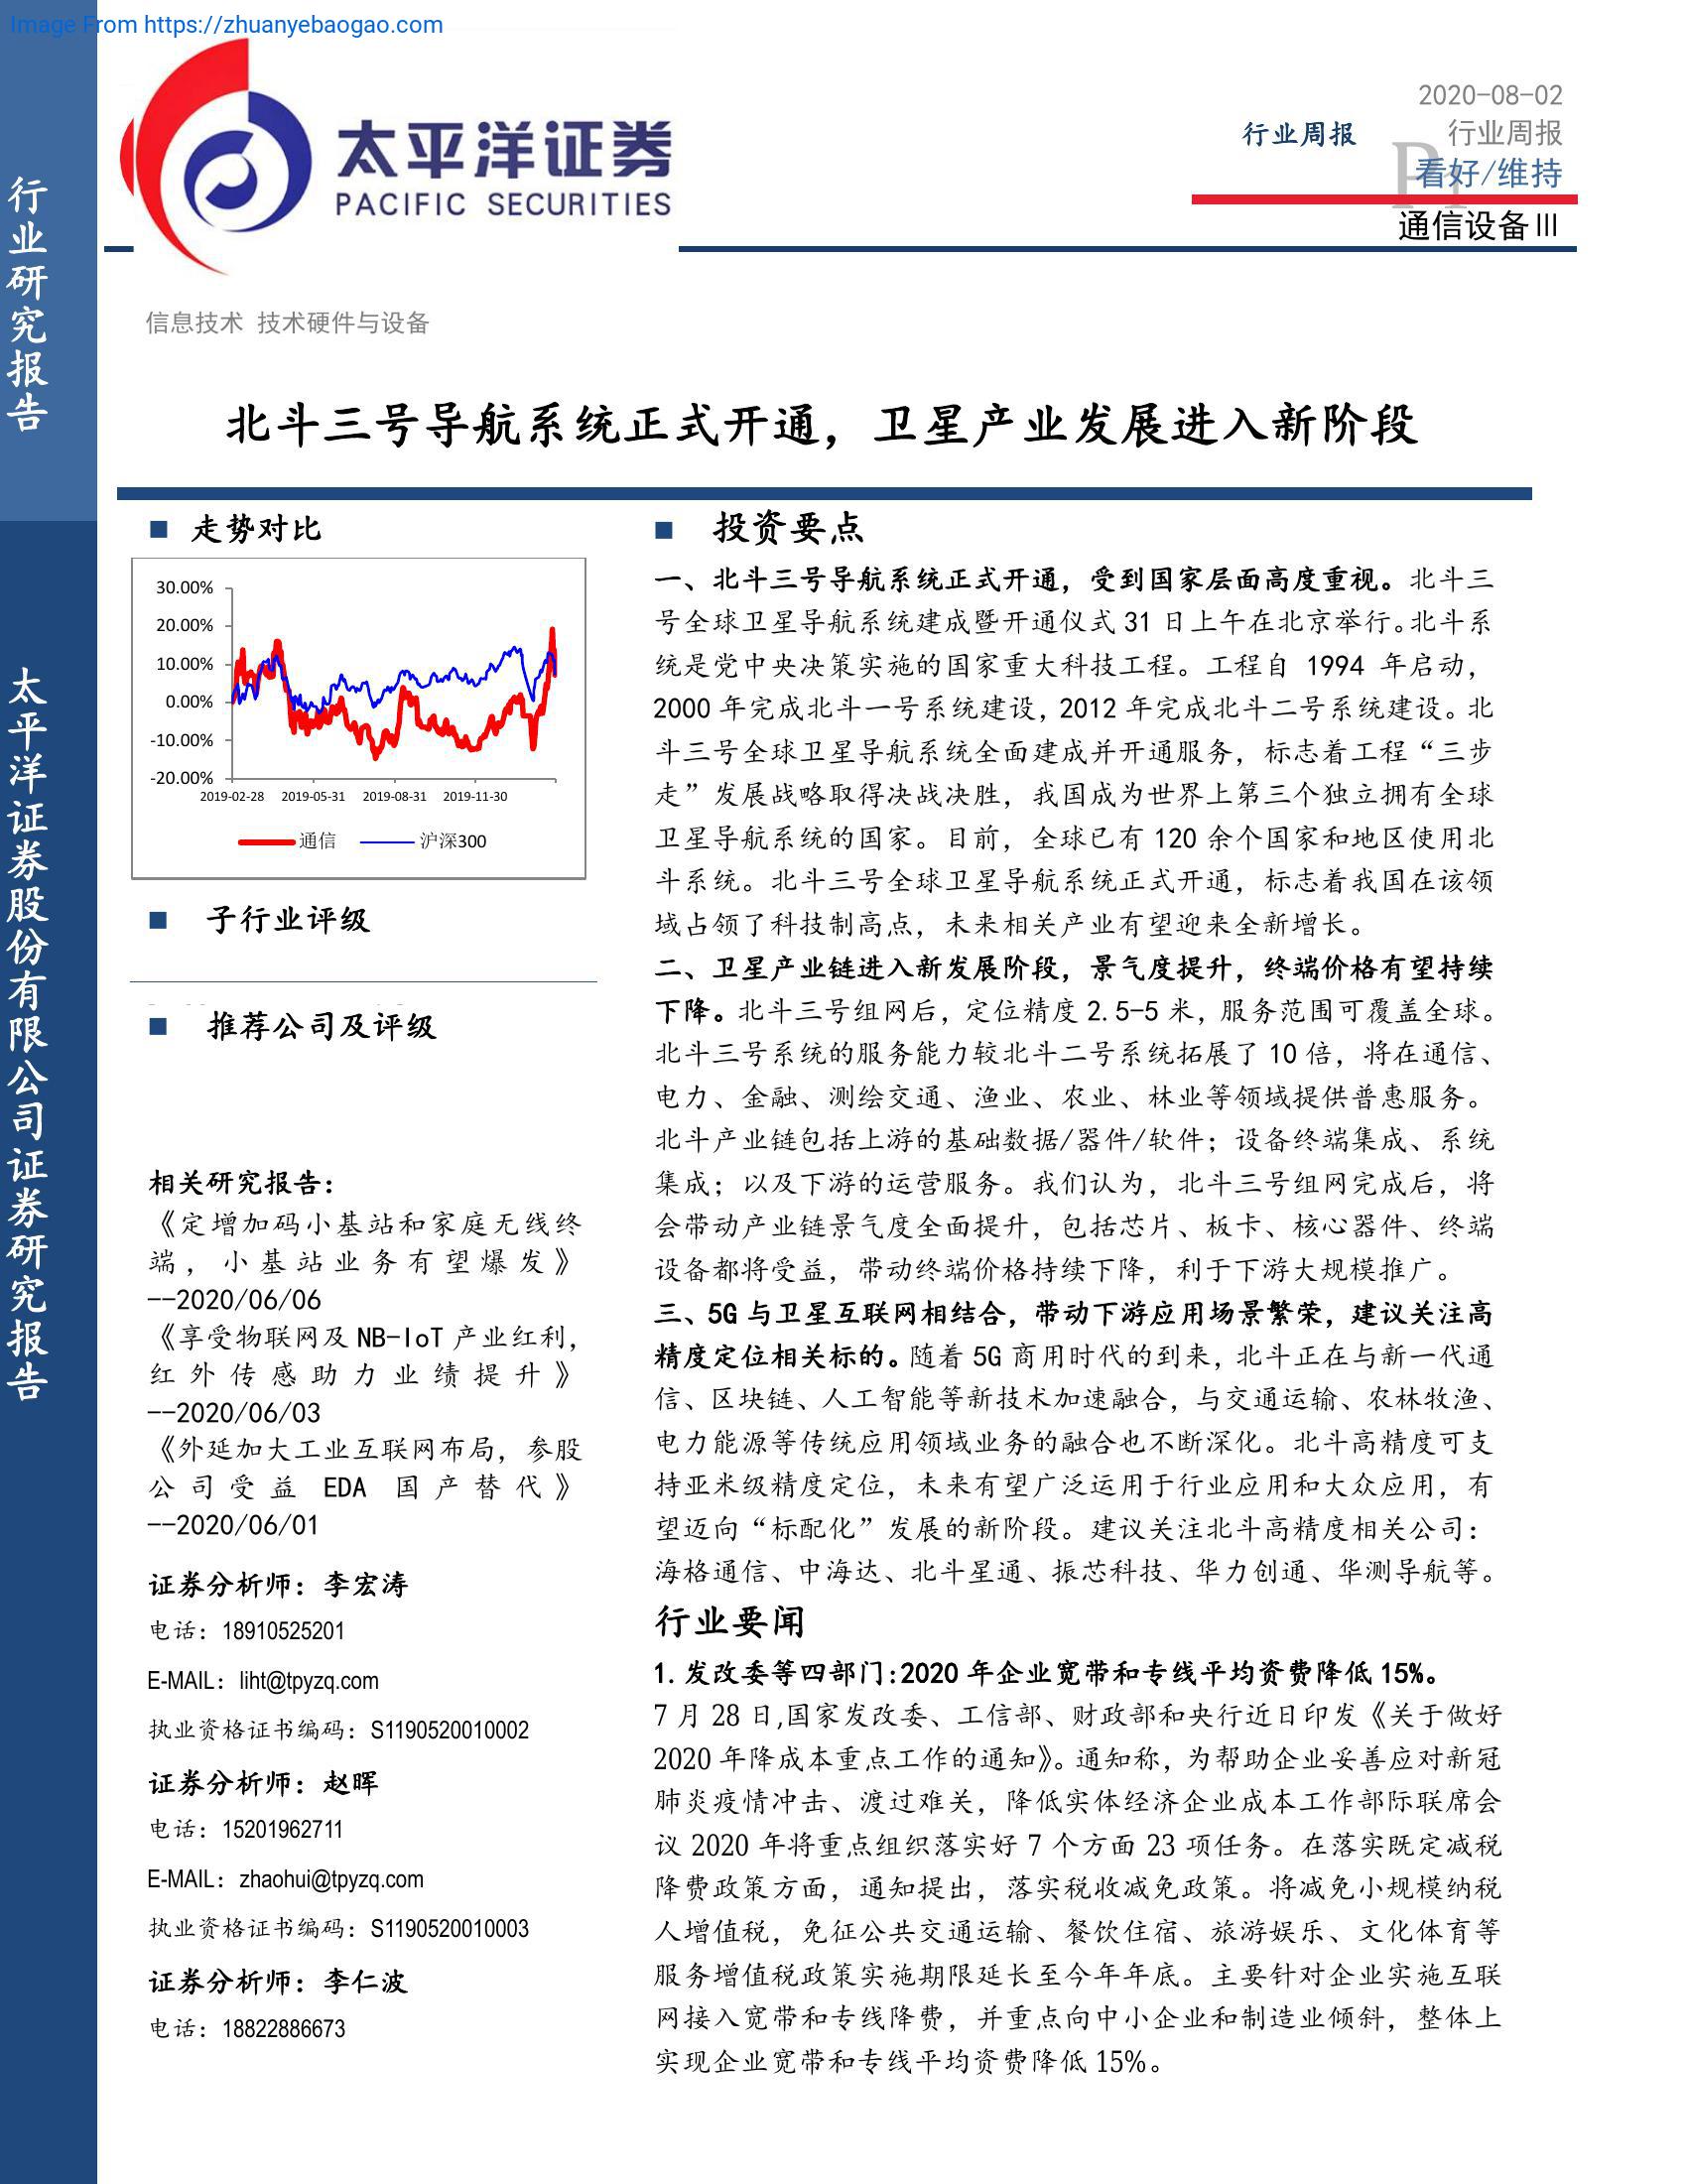 Image From https://zhuanyebaogao.com
行业研究报告
太平洋证券股份有限公司证券研究报告
太平洋证券
PACIFIC SECURITIES
2020-08-02
行业周报
行业周报
P1
看好/维持
通信设备Ⅲ
信息技术 技术硬件与设备
北斗三号导航系统正式开通，卫星产业发展进入新阶段
■ 走势对比
30.00%
20.00%
10.00%
0.00%
-10.00%
-20.00%
2019-02-28 2019-05-31 2019-08-31 2019-11-30
通信 沪深300
■ 子行业评级
■ 推荐公司及评级
相关研究报告：
《定增加码小基站和家庭无线终
端，小基站业务有望爆发》
--2020/06/06
《享受物联网及 NB-IoT 产业红利，
红外传感助力业绩提升》
--2020/06/03
《外延加大工业互联网布局，参股
公司受益 EDA 国产替代》
--2020/06/01
证券分析师：李宏涛
电话：18910525201
E-MAIL：liht@tpyzq.com
执业资格证书编码：S1190520010002
证券分析师：赵晖
电话：15201962711
E-MAIL：zhaohui@tpyzq.com
执业资格证书编码：S1190520010003
证券分析师：李仁波
电话：18822886673
■ 投资要点
一、北斗三号导航系统正式开通，受到国家层面高度重视。北斗三
号全球卫星导航系统建成暨开通仪式 31 日上午在北京举行。北斗系
统是党中央决策实施的国家重大科技工程。工程自 1994 年启动，
2000 年完成北斗一号系统建设，2012 年完成北斗二号系统建设。北
斗三号全球卫星导航系统全面建成并开通服务，标志着工程“三步
走”发展战略取得决战决胜，我国成为世界上第三个独立拥有全球
卫星导航系统的国家。目前，全球已有 120 余个国家和地区使用北
斗系统。北斗三号全球卫星导航系统正式开通，标志着我国在该领
域占领了科技制高点，未来相关产业有望迎来全新增长。
二、卫星产业链进入新发展阶段，景气度提升，终端价格有望持续
下降。北斗三号组网后，定位精度 2.5-5 米，服务范围可覆盖全球。
北斗三号系统的服务能力较北斗二号系统拓展了 10 倍，将在通信、
电力、金融、测绘交通、渔业、农业、林业等领域提供普惠服务。
北斗产业链包括上游的基础数据/器件/软件；设备终端集成、系统
集成；以及下游的运营服务。我们认为，北斗三号组网完成后，将
会带动产业链景气度全面提升，包括芯片、板卡、核心器件、终端
设备都将受益，带动终端价格持续下降，利于下游大规模推广。
三、5G 与卫星互联网相结合，带动下游应用场景繁荣，建议关注高
精度定位相关标的。随着 5G 商用时代的到来，北斗正在与新一代通
信、区块链、人工智能等新技术加速融合，与交通运输、农林牧渔、
电力能源等传统应用领域业务的融合也不断深化。北斗高精度可支
持亚米级精度定位，未来有望广泛运用于行业应用和大众应用，有
望迈向“标配化”发展的新阶段。建议关注北斗高精度相关公司：
海格通信、中海达、北斗星通、振芯科技、华力创通、华测导航等。
行业要闻
1.发改委等四部门:2020 年企业宽带和专线平均资费降低 15%。
7 月 28 日,国家发改委、工信部、财政部和央行近日印发《关于做好
2020 年降成本重点工作的通知》。通知称，为帮助企业妥善应对新冠
肺炎疫情冲击、渡过难关，降低实体经济企业成本工作部际联席会
议 2020 年将重点组织落实好 7 个方面 23 项任务。在落实既定减税
降费政策方面，通知提出，落实税收减免政策。将减免小规模纳税
人增值税，免征公共交通运输、餐饮住宿、旅游娱乐、文化体育等
服务增值税政策实施期限延长至今年年底。主要针对企业实施互联
网接入宽带和专线降费，并重点向中小企业和制造业倾斜，整体上
实现企业宽带和专线平均资费降低 15%。